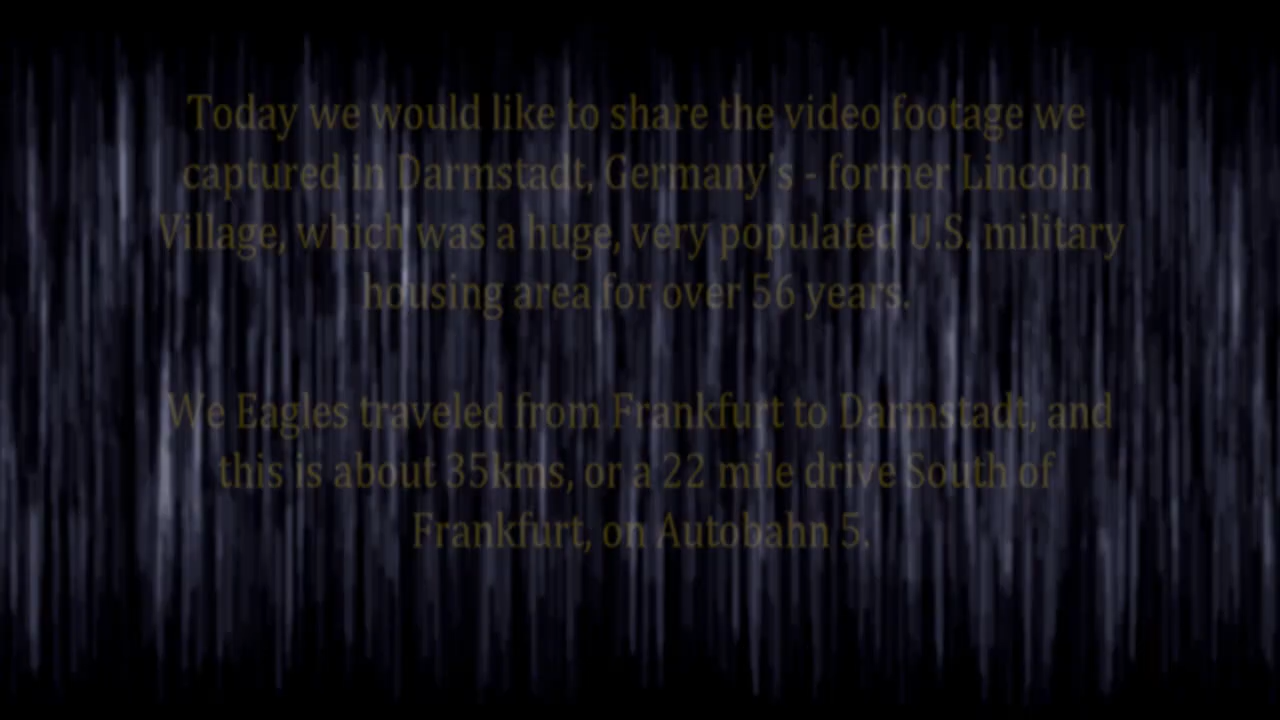 Today we would like to share the video footage we
captured in Darmstadt, Germany's - former Lincoln
Village, which was a huge, very populated U.S. military
housing area for over 56 years.
We Eagles traveled from Frankfurt to Darmstadt, and
this is about 35kms, or a 22 mile drive South of
Frankfurt, on Autobahn 5.